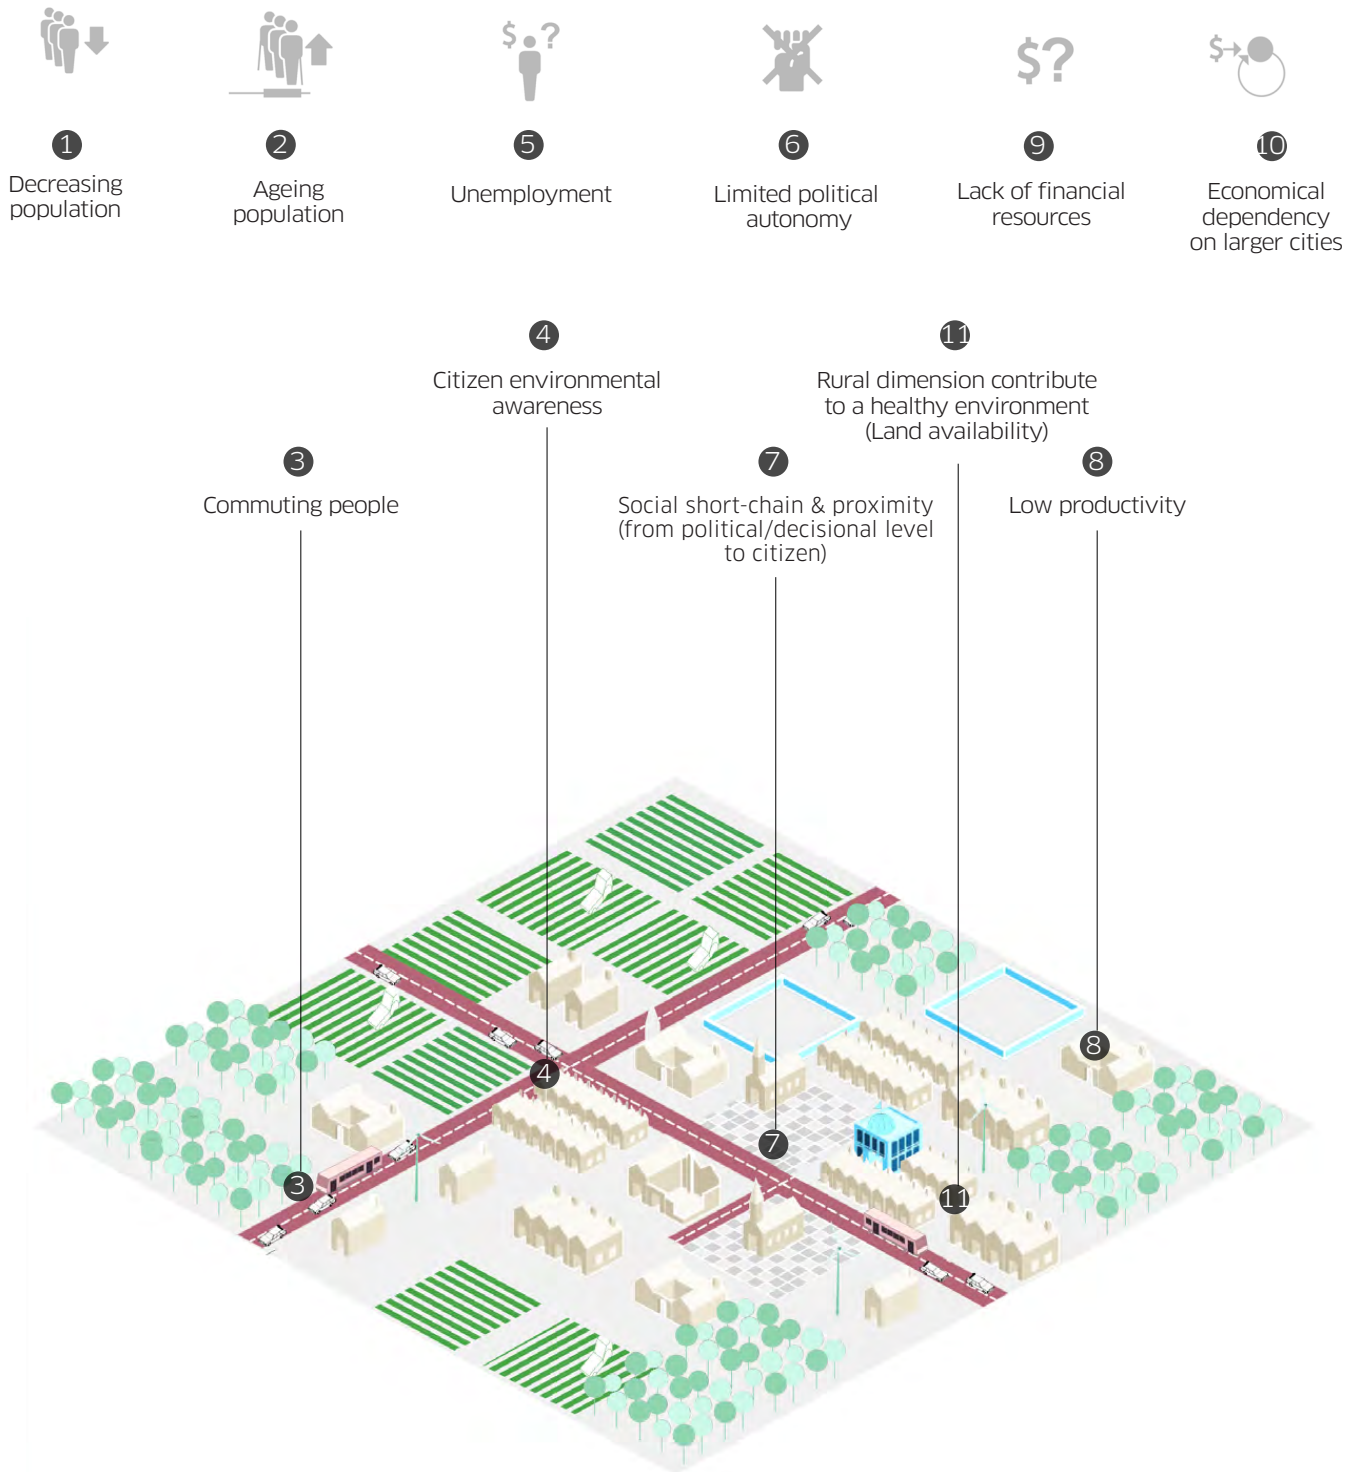 $ ?
$?
$
1
2
5
6
9
10
Decreasing
population
Ageing
population
Unemployment
Limited political
autonomy
Lack of financial
resources
Economical
dependency
on larger cities
4
Citizen environmental
awareness
11
Rural dimension contribute
to a healthy environment
(Land availability)
3
Commuting people
7
Social short-chain & proximity
(from political/decisional level
to citizen)
8
Low productivity
8
4
7
3
11